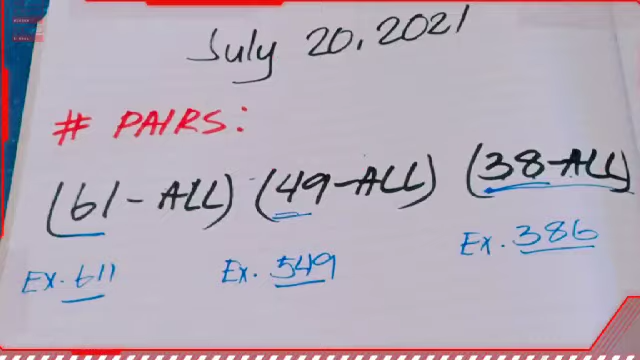 July 20, 2021
# PAIRS:
(61-ALL) (49-ALL) (38-ALL)
Ex. 611 Ex. 549 Ex. 386